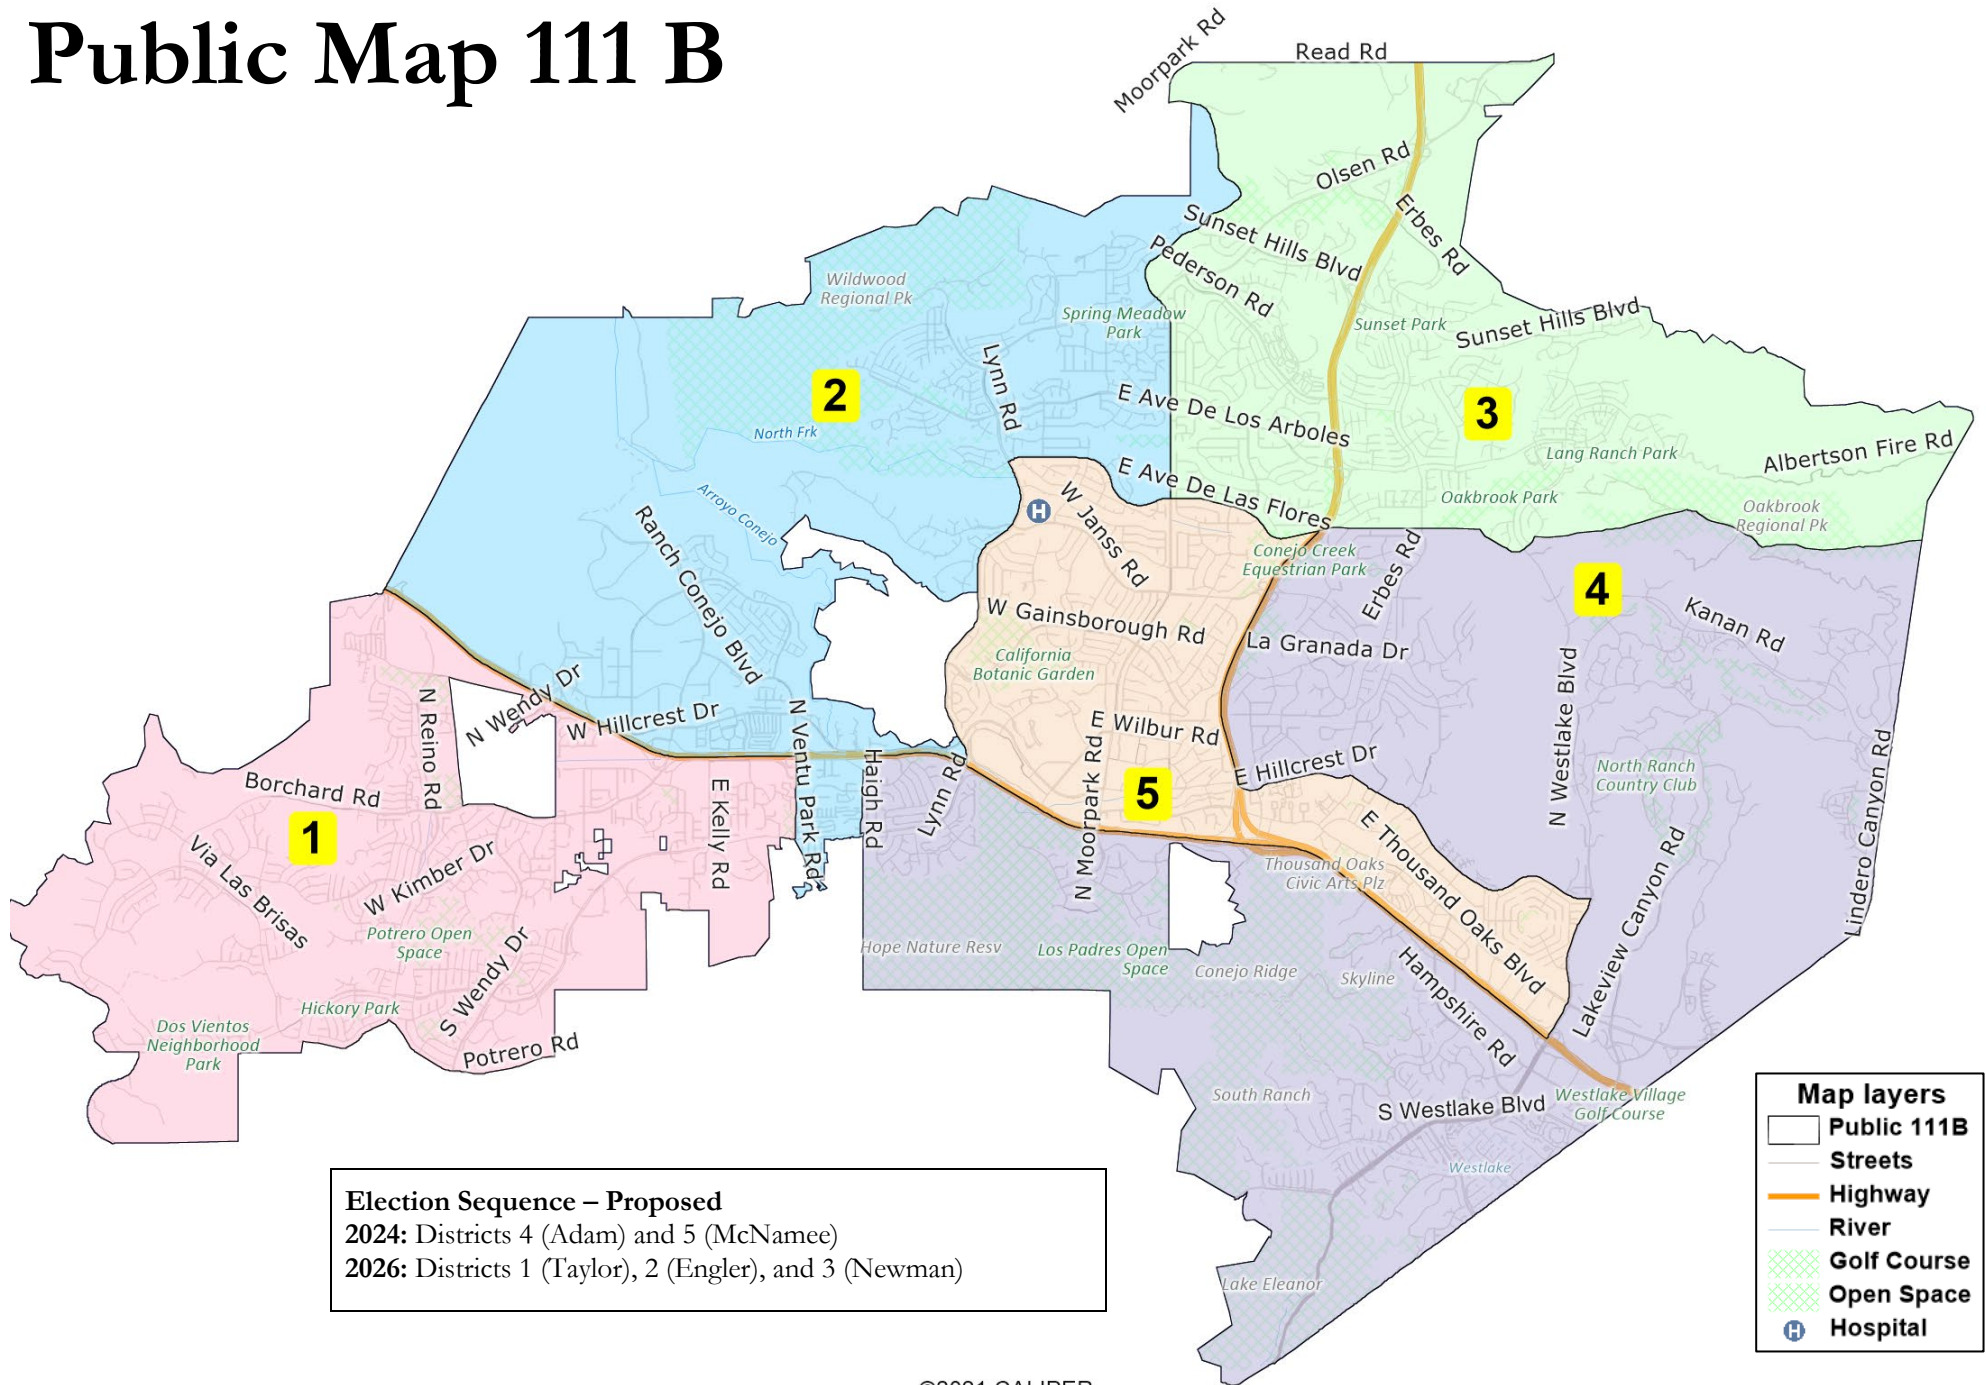 Public Map 111 B
Moorpark Rd
Read Rd
Olsen Rd
Erbes Rd
Sunset Hills Blvd
Pederson Rd
Wildwood
Regional Pk
Spring Meadow
Park
Sunset Park
Sunset Hills Blvd
Lynn Rd
2
E Ave De Los Arboles
3
North Frk
Lang Ranch Park
Albertson Fire Rd
E Ave De Las Flores
Oakbrook Park
Oakbrook
Regional Pk
Arroyo Conejo
H
W Janss Rd
Ranch Conejo Blvd
Conejo Creek
Equestrian Park
Erbes Rd
4
W Gainsborough Rd
La Granada Dr
Kanan Rd
California
Botanic Garden
N Wendy Dr
N Reino Rd
W Hillcrest Dr
N Ventu Park Rd
E Wilbur Rd
E Hillcrest Dr
N Westlake Blvd
North Ranch
Country Club
Lindero Canyon Rd
Borchard Rd
E Kelly Rd
Haigh Rd
Lynn Rd
N Moorpark Rd
5
1
Via Las Brisas
W Kimber Dr
Thousand Oaks
Civic Arts Plz
E Thousand Oaks Blvd
Lakeview Canyon Rd
Potrero Open
Space
S Wendy Dr
Hope Nature Resv
Los Padres Open
Space
Conejo Ridge
Skyline
Hampshire Rd
Hickory Park
Dos Vientos
Neighborhood
Park
Potrero Rd
South Ranch
S Westlake Blvd
Westlake Village
Golf Course
Westlake
Lake Eleanor
Election Sequence – Proposed
2024: Districts 4 (Adam) and 5 (McNamee)
2026: Districts 1 (Taylor), 2 (Engler), and 3 (Newman)
Map layers
Public 111B
Streets
Highway
River
Golf Course
Open Space
H Hospital
©2021 CALIPER